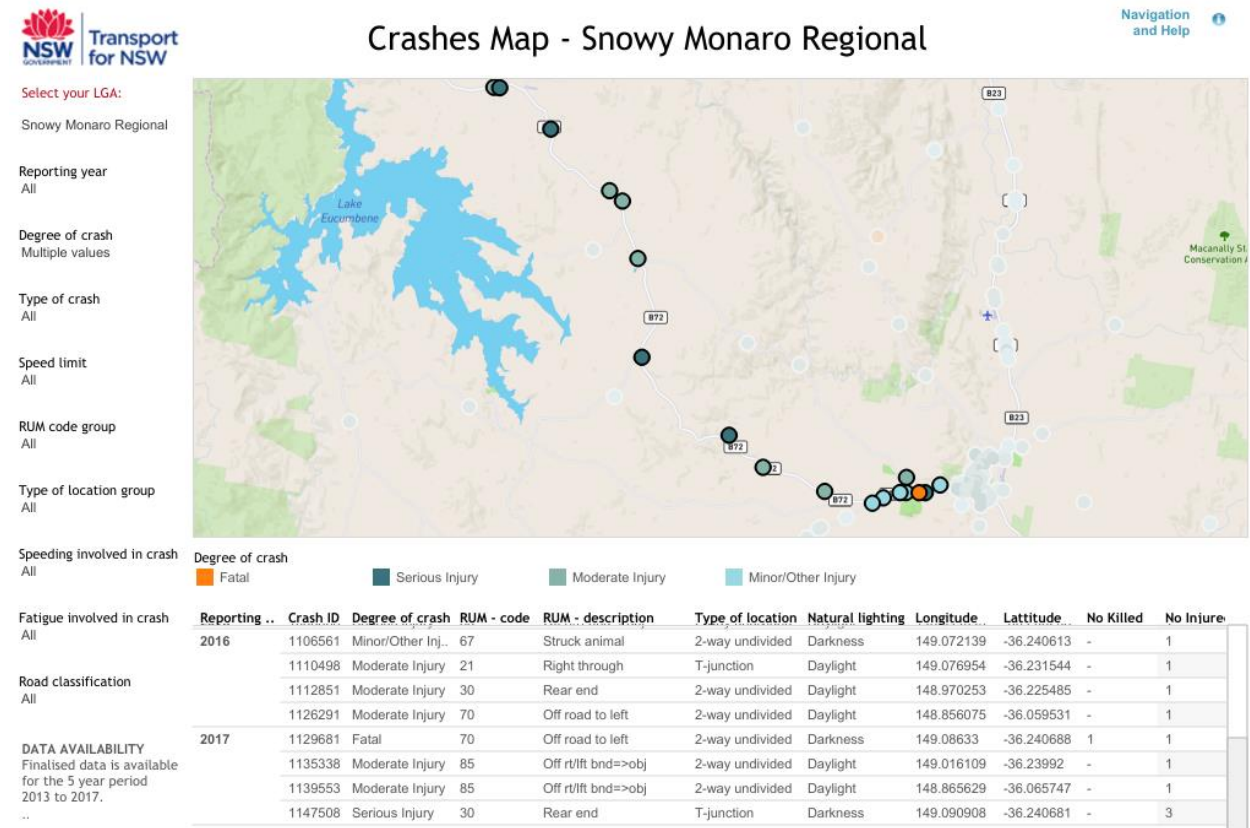 NSW
GOVERNMENT
Transport
for NSW
Crashes Map - Snowy Monaro Regional
Navigation
and Help
Select your LGA:
Snowy Monaro Regional
Reporting year
All
Degree of crash
Multiple values
Type of crash
All
Speed limit
All
RUM code group
All
Type of location group
All
Speeding involved in crash
All
Fatigue involved in crash
All
Road classification
All
DATA AVAILABILITY
Finalised data is available
for the 5 year period
2013 to 2017.
..
B23
Lake
Eucumbene
Macanally St
Conservation
B72
B23
B72
B72
Degree of crash
Fatal Serious Injury Moderate Injury Minor/Other Injury
Reporting .. Crash ID Degree of crash RUM - code RUM - description Type of location Natural lighting Longitude.. Lattitude.. No Killed No Injure
2016 1106561 Minor/Other Inj.. 67 Struck animal 2-way undivided Darkness 149.072139 -36.240613 - 1
1110498 Moderate Injury 21 Right through T-junction Daylight 149.076954 -36.231544 - 1
1112851 Moderate Injury 30 Rear end 2-way undivided Daylight 148.970253 -36.225485 - 1
1126291 Moderate Injury 70 Off road to left 2-way undivided Daylight 148.856075 -36.059531 - 1
2017 1129681 Fatal 70 Off road to left 2-way undivided Darkness 149.08633 -36.240688 1 1
1135338 Moderate Injury 85 Off rt/lft bnd=>obj 2-way undivided Daylight 149.016109 -36.23992 - 1
1139553 Moderate Injury 85 Off rt/lft bnd=>obj 2-way undivided Daylight 148.865629 -36.065747 - 1
1147508 Serious Injury 30 Rear end T-junction Darkness 149.090908 -36.240681 - 3